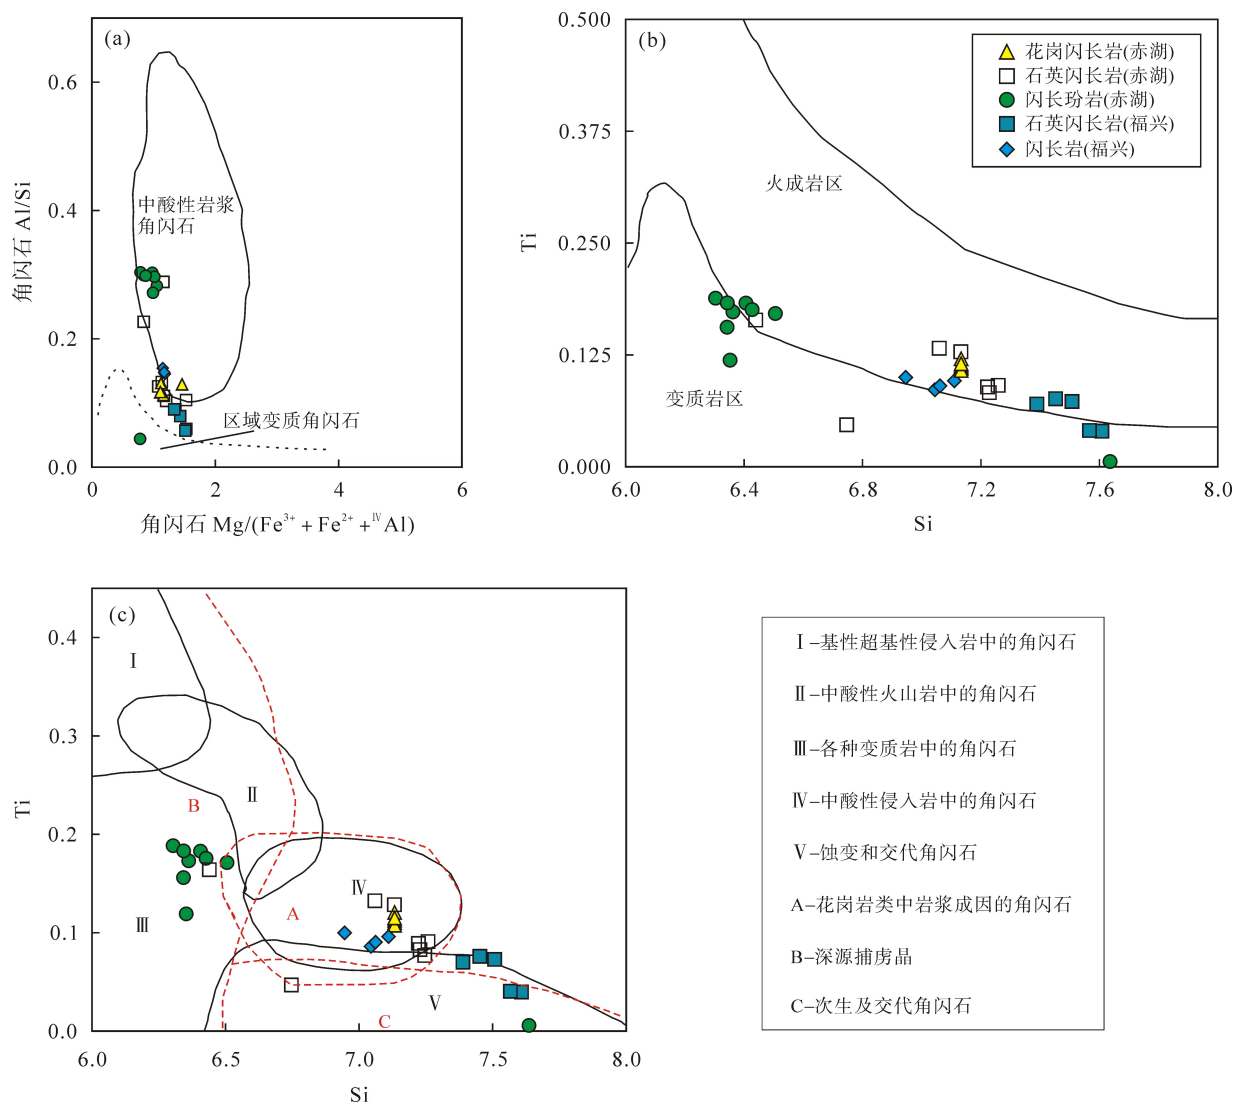 (a)
0.6
0.4
0.2
0.0
角闪石 Al/Si
中酸性岩浆
角闪石
区域变质角闪石
0
2
4
6
角闪石 Mg/(Fe³⁺ + Fe²⁺ + ᴵⱽAl)
(b)
0.500
0.375
0.250
0.125
0.000
Ti
花岗闪长岩(赤湖)
石英闪长岩(赤湖)
闪长玢岩(赤湖)
石英闪长岩(福兴)
闪长岩(福兴)
火成岩区
变质岩区
6.0
6.4
6.8
7.2
7.6
8.0
Si
(c)
0.4
0.3
0.2
0.1
0.0
Ti
Ⅰ
Ⅱ
B
Ⅳ
A
Ⅲ
Ⅴ
C
6.0
6.5
7.0
7.5
8.0
Si
Ⅰ–基性超基性侵入岩中的角闪石
Ⅱ–中酸性火山岩中的角闪石
Ⅲ–各种变质岩中的角闪石
Ⅳ–中酸性侵入岩中的角闪石
Ⅴ–蚀变和交代角闪石
A–花岗岩类中岩浆成因的角闪石
B–深源捕虏晶
C–次生及交代角闪石